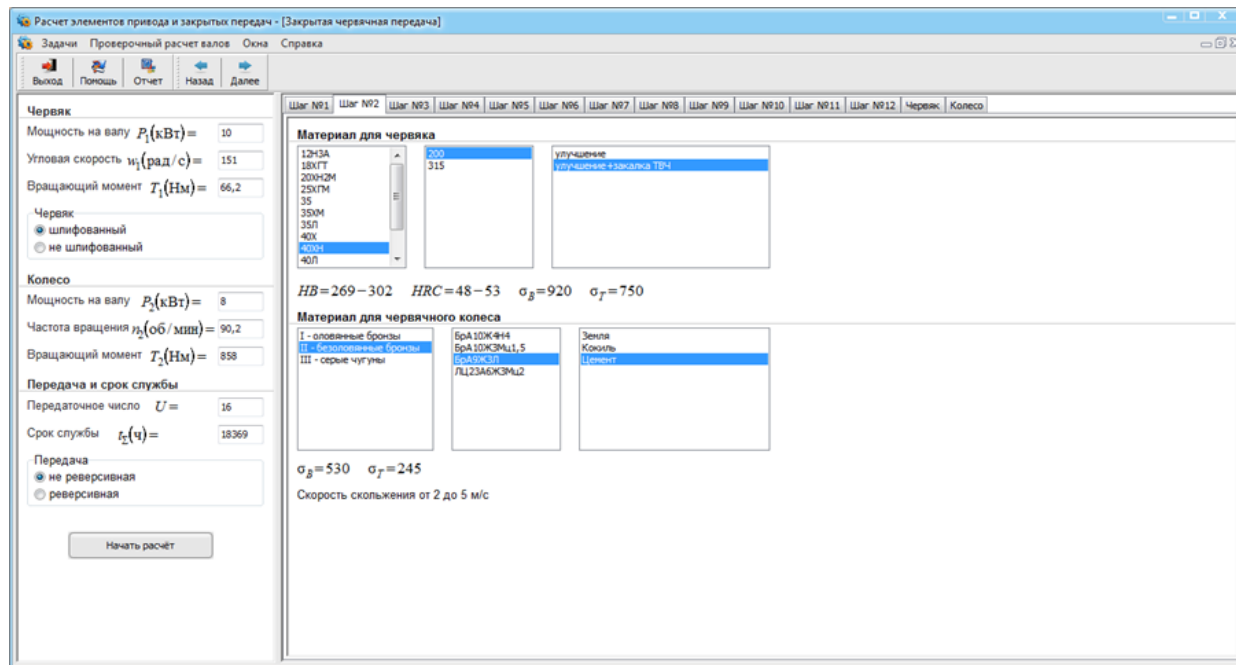 Расчет элементов привода и закрытых передач - [Закрытая червячная передача]
Задачи Проверочный расчет валов Окна Справка
Выход Помощь Отчет Назад Далее
Червяк
Мощность на валу P₁(кВт)= 10
Угловая скорость w₁(рад/с)= 151
Вращающий момент T₁(Нм)= 66,2
Червяк
шлифованный
не шлифованный
Колесо
Мощность на валу P₂(кВт)= 8
Частота вращения n₂(об/мин)= 90,2
Вращающий момент T₂(Нм)= 858
Передача и срок службы
Передаточное число U= 16
Срок службы t_Σ(ч)= 18369
Передача
не реверсивная
реверсивная
Начать расчёт
Шаг №1 Шаг №2 Шаг №3 Шаг №4 Шаг №5 Шаг №6 Шаг №7 Шаг №8 Шаг №9 Шаг №10 Шаг №11 Шаг №12 Червяк Колесо
Материал для червяка
12ХН3А
18ХГТ
20ХН2М
25ХГМ
35
35ХМ
35Л
40Х
40ХН
40Л
200
315
улучшение
улучшение+закалка ТВЧ
HB=269−302 HRC=48−53 σ_B=920 σ_T=750
Материал для червячного колеса
I - оловянные бронзы
II - безоловянные бронзы
III - серые чугуны
БрА10Ж4Н4
БрА10Ж3Мц1,5
БрА9Ж3Л
ЛЦ23А6Ж3Мц2
Земля
Кокиль
Цемент
σ_B=530 σ_T=245
Скорость скольжения от 2 до 5 м/с